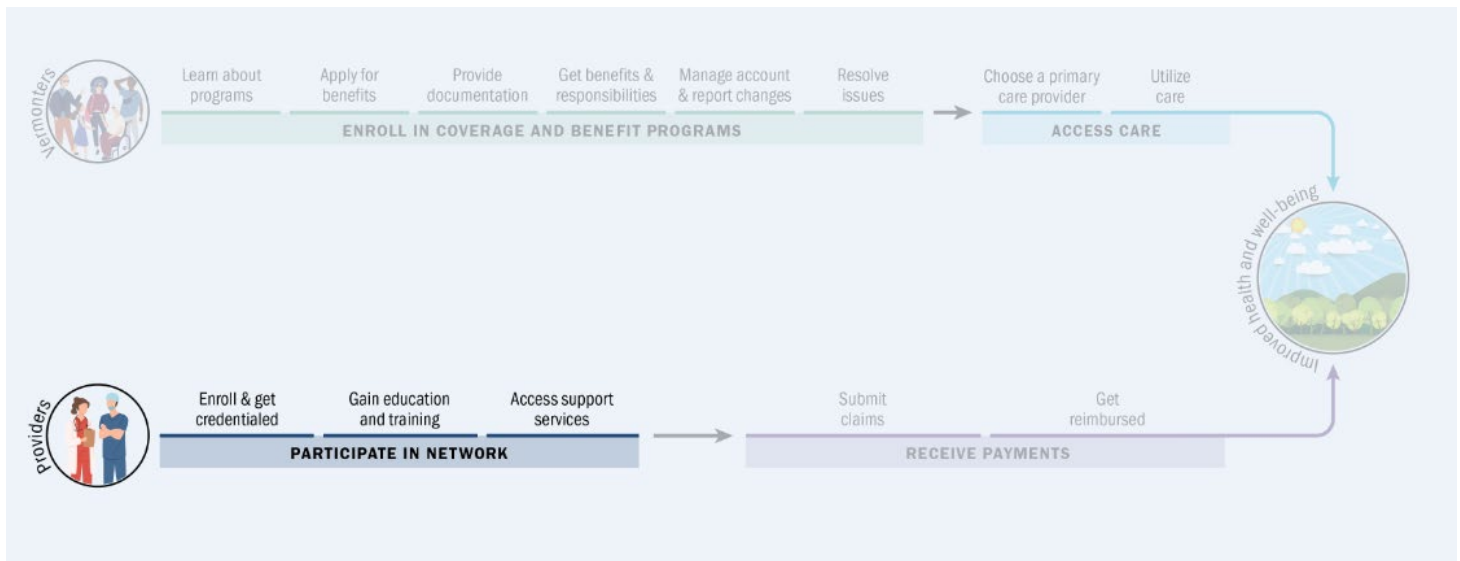 Vermonters
Learn about
programs
Apply for
benefits
Provide
documentation
Get benefits &
responsibilities
Manage account
& report changes
Resolve
issues
ENROLL IN COVERAGE AND BENEFIT PROGRAMS
Choose a primary
care provider
Utilize
care
ACCESS CARE
Improved health and well-being
Providers
Enroll & get
credentialed
Gain education
and training
Access support
services
PARTICIPATE IN NETWORK
Submit
claims
Get
reimbursed
RECEIVE PAYMENTS